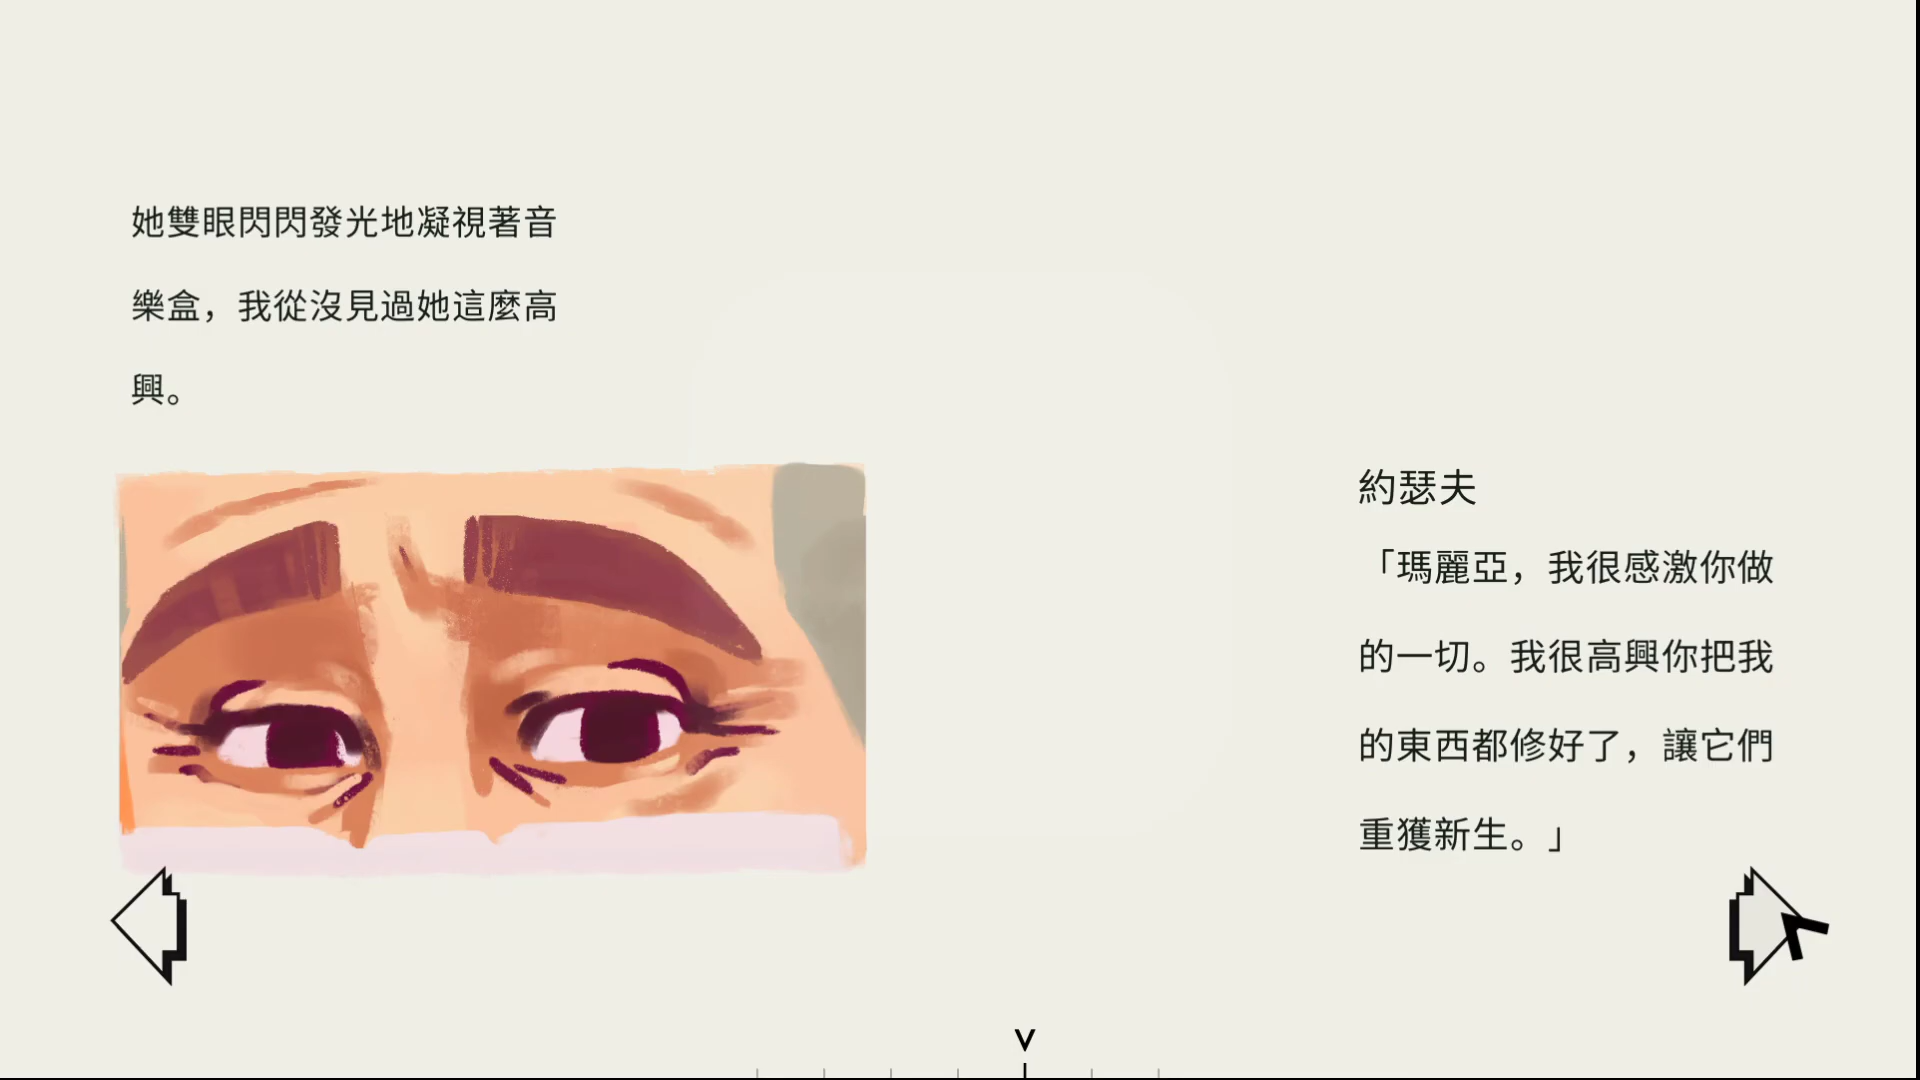 她雙眼閃閃發光地凝視著音
樂盒，我從沒見過她這麼高
興。
約瑟夫
「瑪麗亞，我很感激你做
的一切。我很高興你把我
的東西都修好了，讓它們
重獲新生。」